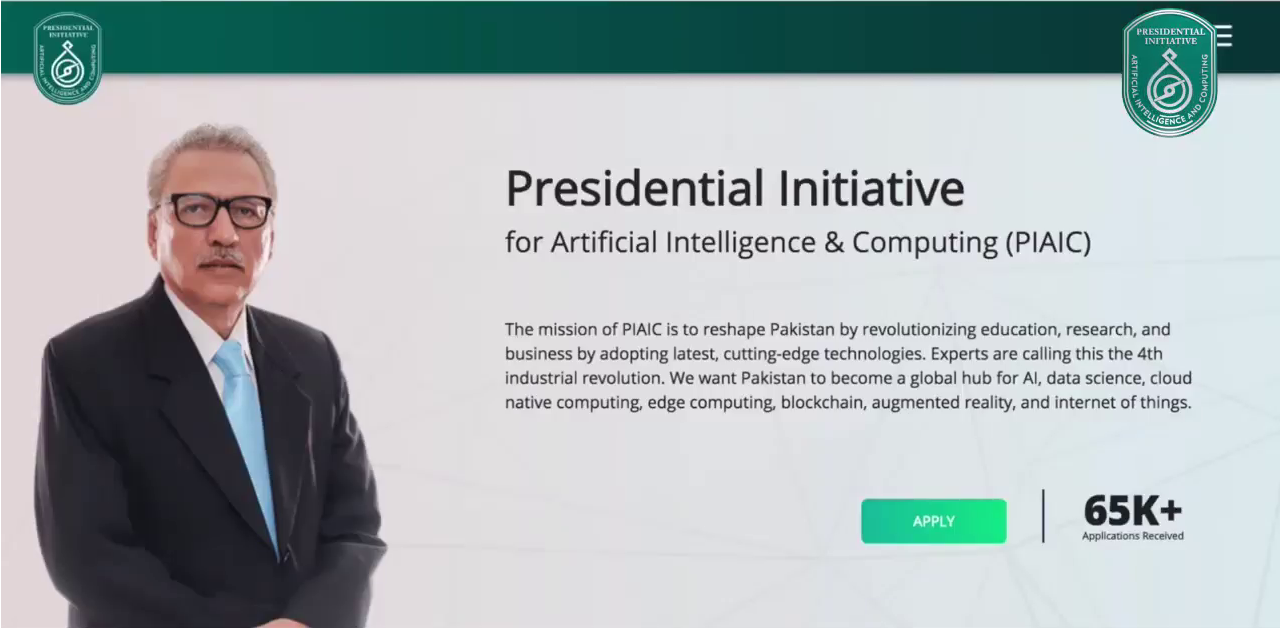 PRESIDENTIAL
INITIATIVE
ARTIFICIAL INTELLIGENCE AND COMPUTING
PRESIDENTIAL
INITIATIVE
ARTIFICIAL INTELLIGENCE AND COMPUTING
Presidential Initiative
for Artificial Intelligence & Computing (PIAIC)
The mission of PIAIC is to reshape Pakistan by revolutionizing education, research, and
business by adopting latest, cutting-edge technologies. Experts are calling this the 4th
industrial revolution. We want Pakistan to become a global hub for AI, data science, cloud
native computing, edge computing, blockchain, augmented reality, and internet of things.
APPLY
65K+
Applications Received